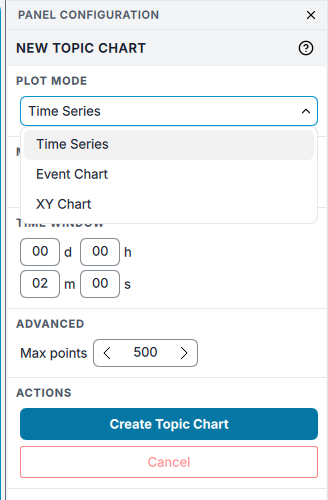 PANEL CONFIGURATION
NEW TOPIC CHART
PLOT MODE
Time Series
Time Series
Event Chart
XY Chart
TIME WINDOW
00 d 00 h
02 m 00 s
ADVANCED
Max points 500
ACTIONS
Create Topic Chart
Cancel